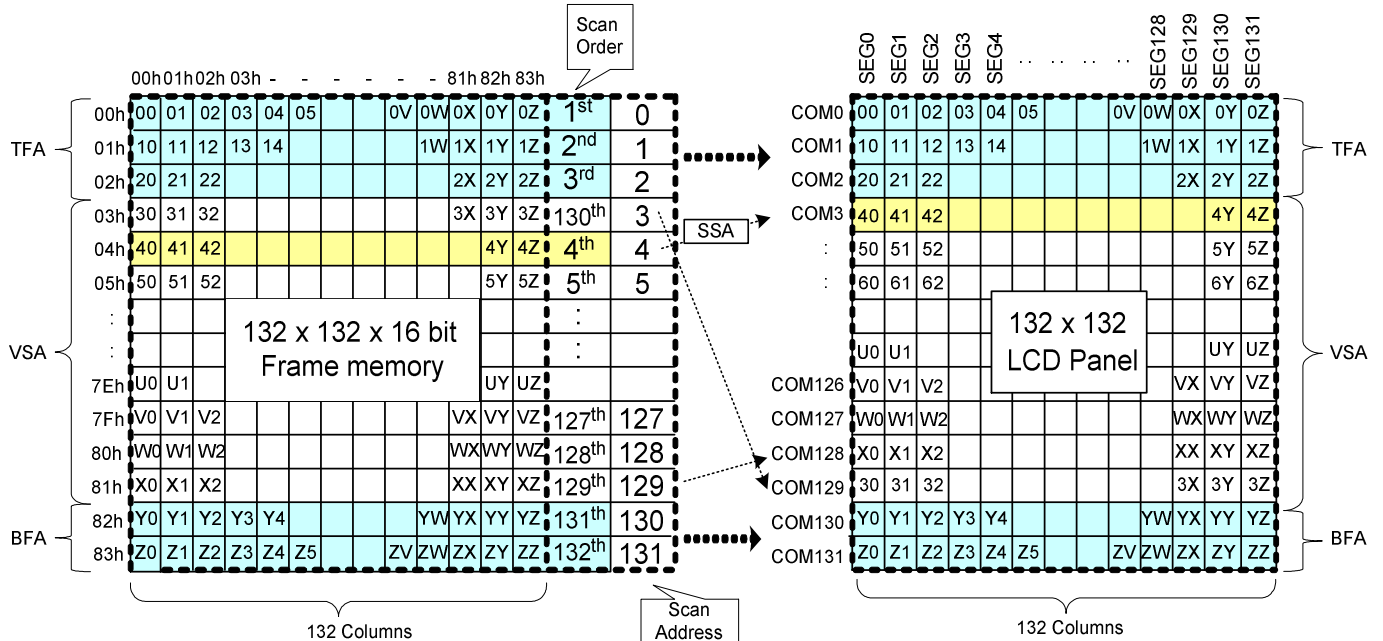 Scan
Order
00h 01h 02h 03h - - - - - - 81h 82h 83h
SEG0 SEG1 SEG2 SEG3 SEG4 . . . . . . . . SEG128 SEG129 SEG130 SEG131
00h 00 01 02 03 04 05 0V 0W 0X 0Y 0Z 1st 0
01h 10 11 12 13 14 1W 1X 1Y 1Z 2nd 1
02h 20 21 22 2X 2Y 2Z 3rd 2
03h 30 31 32 3X 3Y 3Z 130th 3
04h 40 41 42 4Y 4Z 4th 4
05h 50 51 52 5Y 5Z 5th 5
: :
: :
7Eh U0 U1 UY UZ
7Fh V0 V1 V2 VX VY VZ 127th 127
80h W0 W1 W2 WX WY WZ 128th 128
81h X0 X1 X2 XX XY XZ 129th 129
82h Y0 Y1 Y2 Y3 Y4 YW YX YY YZ 131th 130
83h Z0 Z1 Z2 Z3 Z4 Z5 ZV ZW ZX ZY ZZ 132th 131
TFA
VSA
BFA
132 x 132 x 16 bit
Frame memory
132 Columns
Scan
Address
SSA
COM0 00 01 02 03 04 05 0V 0W 0X 0Y 0Z
COM1 10 11 12 13 14 1W 1X 1Y 1Z
COM2 20 21 22 2X 2Y 2Z
COM3 40 41 42 4Y 4Z
: 50 51 52 5Y 5Z
: 60 61 62 6Y 6Z
U0 U1 UY UZ
COM126 V0 V1 V2 VX VY VZ
COM127 W0 W1 W2 WX WY WZ
COM128 X0 X1 X2 XX XY XZ
COM129 30 31 32 3X 3Y 3Z
COM130 Y0 Y1 Y2 Y3 Y4 YW YX YY YZ
COM131 Z0 Z1 Z2 Z3 Z4 Z5 ZV ZW ZX ZY ZZ
132 x 132
LCD Panel
TFA
VSA
BFA
132 Columns